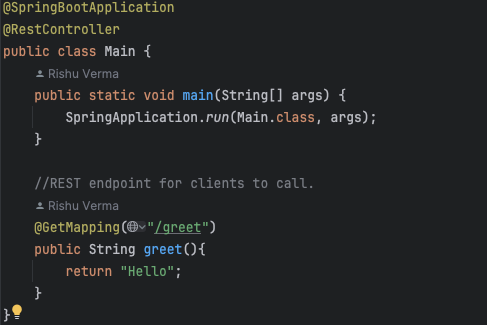 @SpringBootApplication
@RestController
public class Main {
Rishu Verma
public static void main(String[] args) {
SpringApplication.run(Main.class, args);
}
//REST endpoint for clients to call.
Rishu Verma
@GetMapping("/greet")
public String greet(){
return "Hello";
}
}